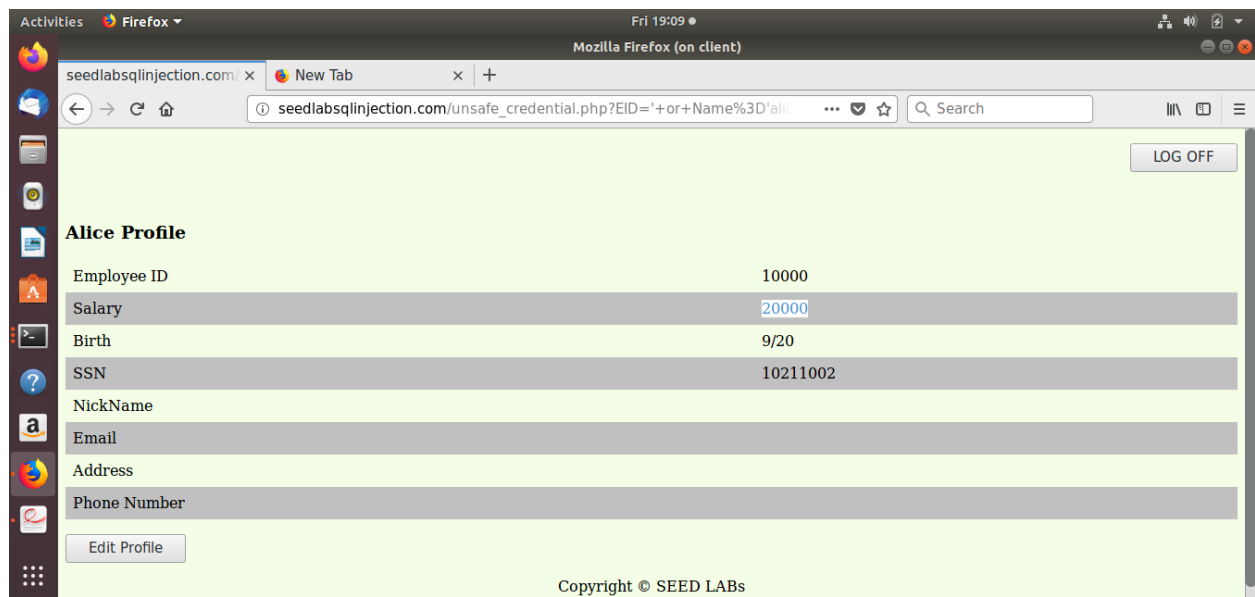 Activities Firefox Fri 19:09
Mozilla Firefox (on client)
seedlabsqlinjection.com/ New Tab
seedlabsqlinjection.com/unsafe_credential.php?EID='+or+Name%3D'alic Search
LOG OFF
Alice Profile
Employee ID 10000
Salary 20000
Birth 9/20
SSN 10211002
NickName
Email
Address
Phone Number
Edit Profile
Copyright © SEED LABs